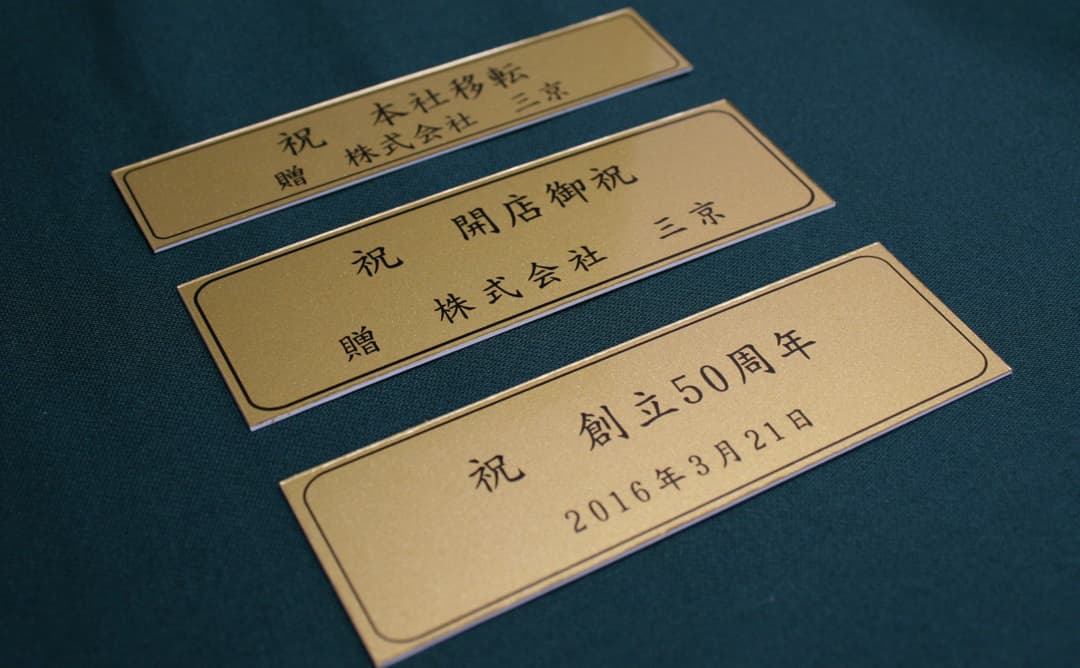 祝　本社移転
贈　株式会社　三京
祝　開店御祝
贈　株式会社　三京
祝　創立50周年
2016年3月21日